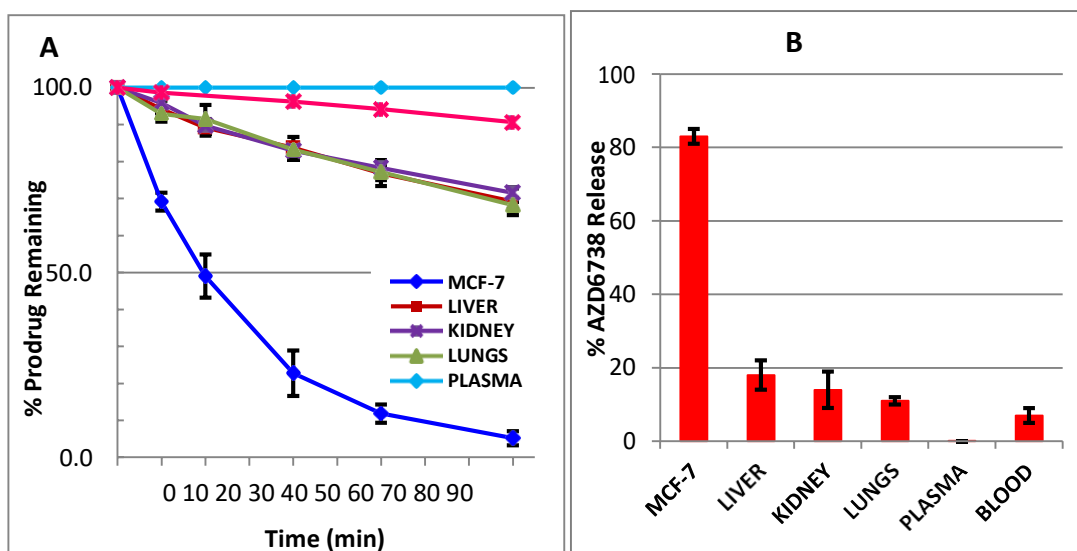 A
100.0
50.0
0.0
% Prodrug Remaining
MCF-7
LIVER
KIDNEY
LUNGS
PLASMA
0 10 20 30 40 50 60 70 80 90
Time (min)
B
100
80
60
40
20
0
% AZD6738 Release
MCF-7
LIVER
KIDNEY
LUNGS
PLASMA
BLOOD